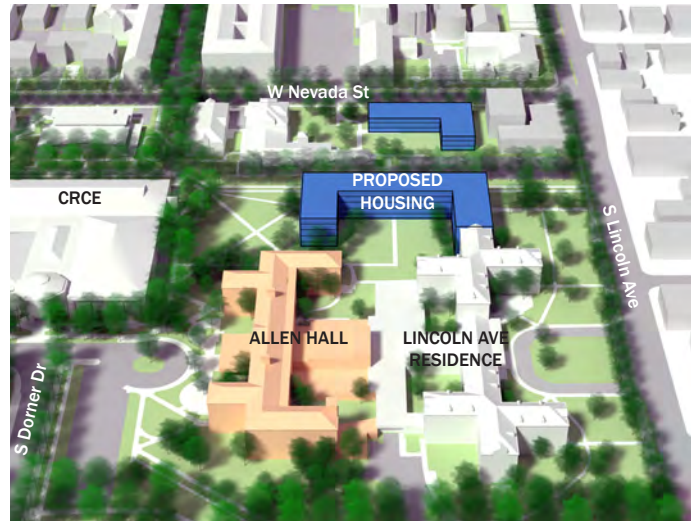 W Nevada St
PROPOSED
HOUSING
CRCE
S Lincoln Ave
ALLEN HALL
LINCOLN AVE
RESIDENCE
S Dorner Dr